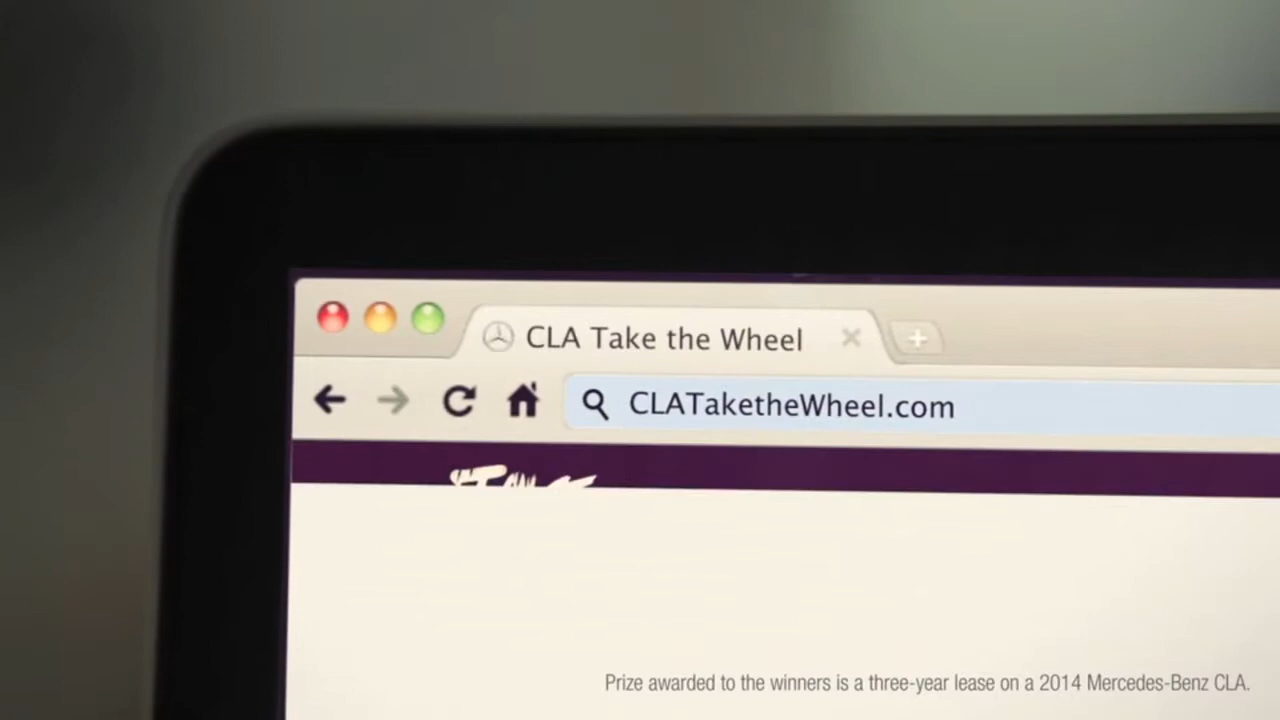 CLA Take the Wheel
CLATaketheWheel.com
Prize awarded to the winners is a three-year lease on a 2014 Mercedes-Benz CLA.